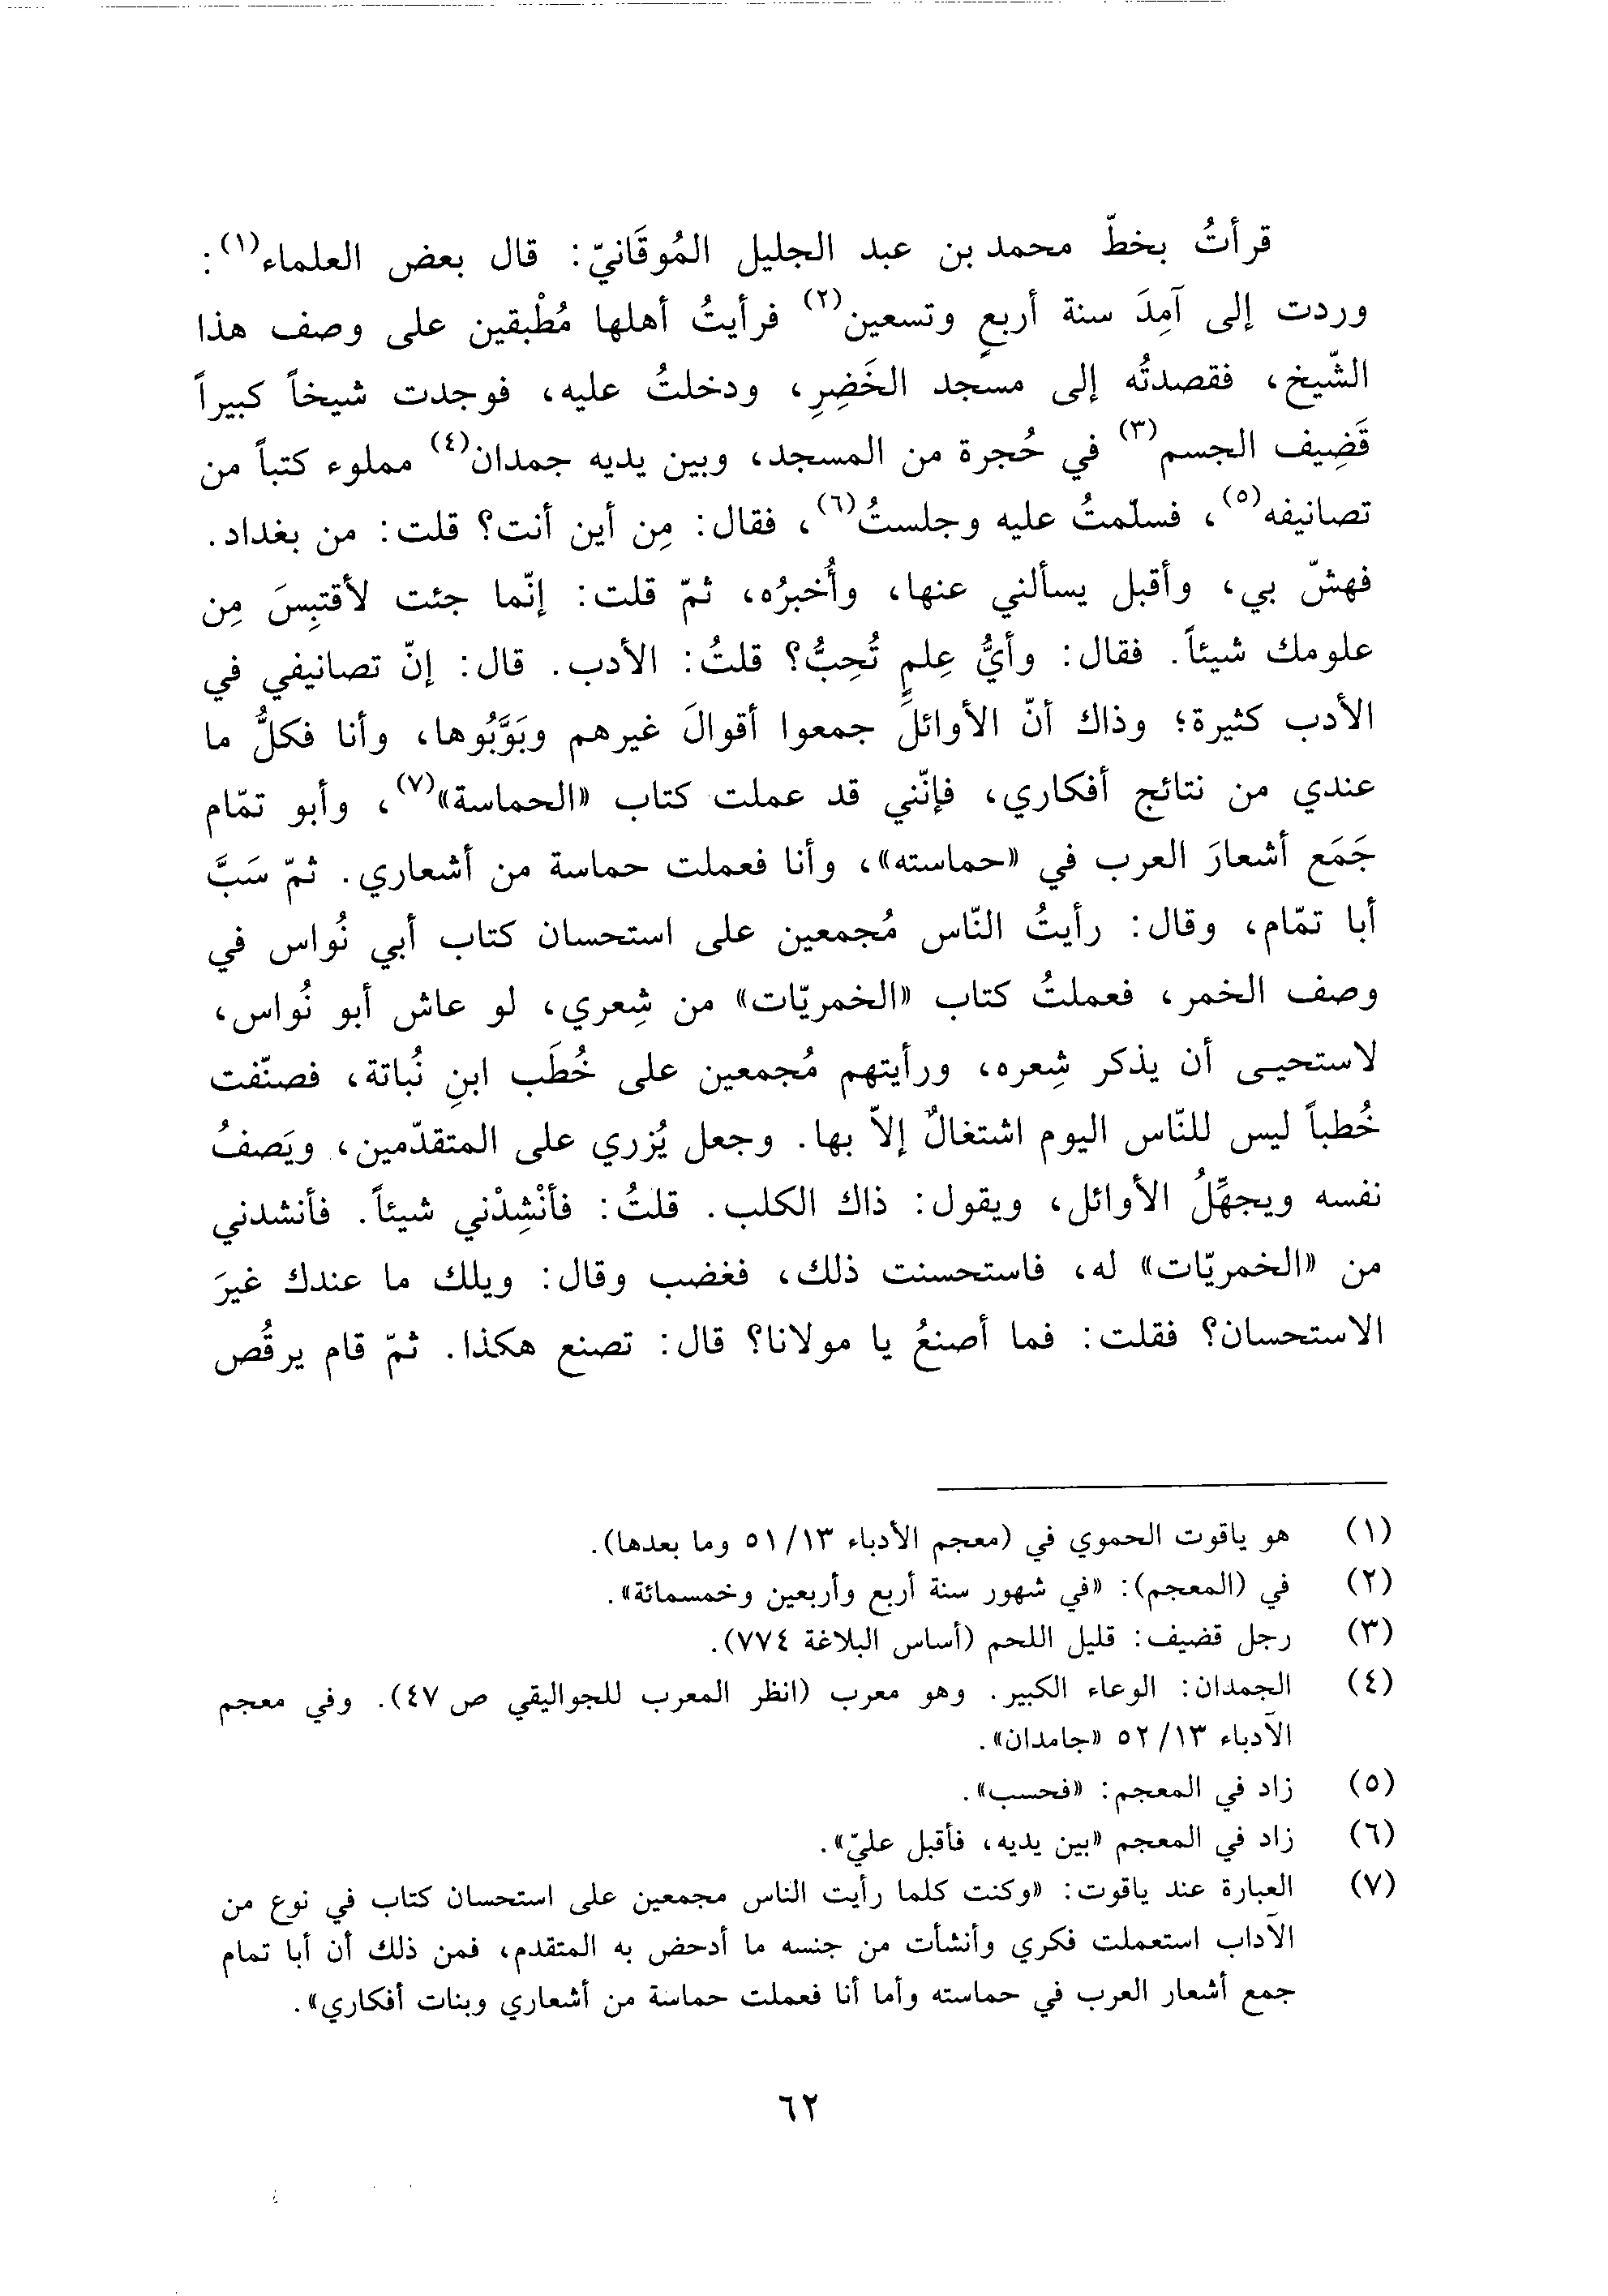 قرأتُ بخطّ محمد بن عبد الجليل المُوقَانيّ: قال بعض العلماء(١):
وردت إلى آمِدَ سنة أربعٍ وتسعين(٢) فرأيتُ أهلها مُطْبقين على وصف هذا
الشّيخ، فقصدتُه إلى مسجد الخَضِرِ، ودخلتُ عليه، فوجدت شيخاً كبيراً
قَضِيف الجسم(٣) في حُجرة من المسجد، وبين يديه جمدان(٤) مملوء كتباً من
تصانيفه(٥)، فسلّمتُ عليه وجلستُ(٦)، فقال: مِن أين أنت؟ قلت: من بغداد.
فهشّ بي، وأقبل يسألني عنها، وأُخبرُه، ثمّ قلت: إنّما جئت لأقتبِسَ مِن
علومك شيئاً. فقال: وأيُّ عِلمٍ تُحِبُّ؟ قلتُ: الأدب. قال: إنّ تصانيفي في
الأدب كثيرة؛ وذاك أنّ الأوائلَ جمعوا أقوالَ غيرهم وبَوَّبُوها، وأنا فكلُّ ما
عندي من نتائج أفكاري، فإنّني قد عملت كتاب «الحماسة»(٧)، وأبو تمّام
جَمَع أشعارَ العرب في «حماسته»، وأنا فعملت حماسة من أشعاري. ثمّ سَبَّ
أبا تمّام، وقال: رأيتُ النّاس مُجمعين على استحسان كتاب أبي نُواس في
وصف الخمر، فعملتُ كتاب «الخمريّات» من شِعري، لو عاش أبو نُواس،
لاستحيى أن يذكر شِعره، ورأيتهم مُجمعين على خُطَب ابنِ نُباتة، فصنّفت
خُطباً ليس للنّاس اليوم اشتغالٌ إلاّ بها. وجعل يُزري على المتقدّمين، ويَصفُ
نفسه ويجهِّلُ الأوائل، ويقول: ذاك الكلب. قلتُ: فأنْشِدْني شيئاً. فأنشدني
من «الخمريّات» له، فاستحسنت ذلك، فغضب وقال: ويلك ما عندك غيرَ
الاستحسان؟ فقلت: فما أصنعُ يا مولانا؟ قال: تصنع هكذا. ثمّ قام يرقُص
(١) هو ياقوت الحموي في (معجم الأدباء ١٣/ ٥١ وما بعدها).
(٢) في (المعجم): «في شهور سنة أربع وأربعين وخمسمائة».
(٣) رجل قضيف: قليل اللحم (أساس البلاغة ٧٧٤).
(٤) الجمدان: الوعاء الكبير. وهو معرب (انظر المعرب للجواليقي ص ٤٧). وفي معجم
الآدباء ١٣/ ٥٢ «جامدان».
(٥) زاد في المعجم: «فحسب».
(٦) زاد في المعجم «بين يديه، فأقبل عليّ».
(٧) العبارة عند ياقوت: «وكنت كلما رأيت الناس مجمعين على استحسان كتاب في نوع من
الآداب استعملت فكري وأنشأت من جنسه ما أدحض به المتقدم، فمن ذلك أن أبا تمام
جمع أشعار العرب في حماسته وأما أنا فعملت حماسة من أشعاري وبنات أفكاري».
٦٢